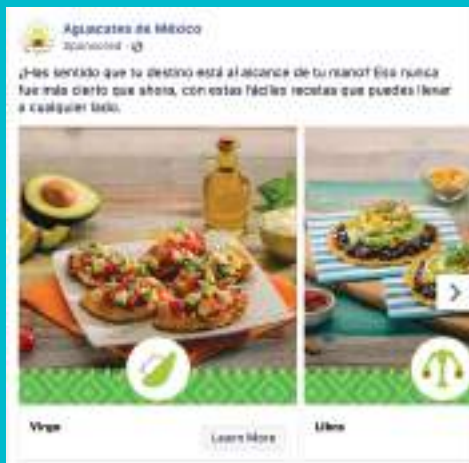 Aguacates de México
Sponsored ·
¿Has sentido que tu destino está al alcance de tu mano? Eso nunca
fue más cierto que ahora, con estas fáciles recetas que puedes llevar
a cualquier lado.
Virgo
Learn More
Libra